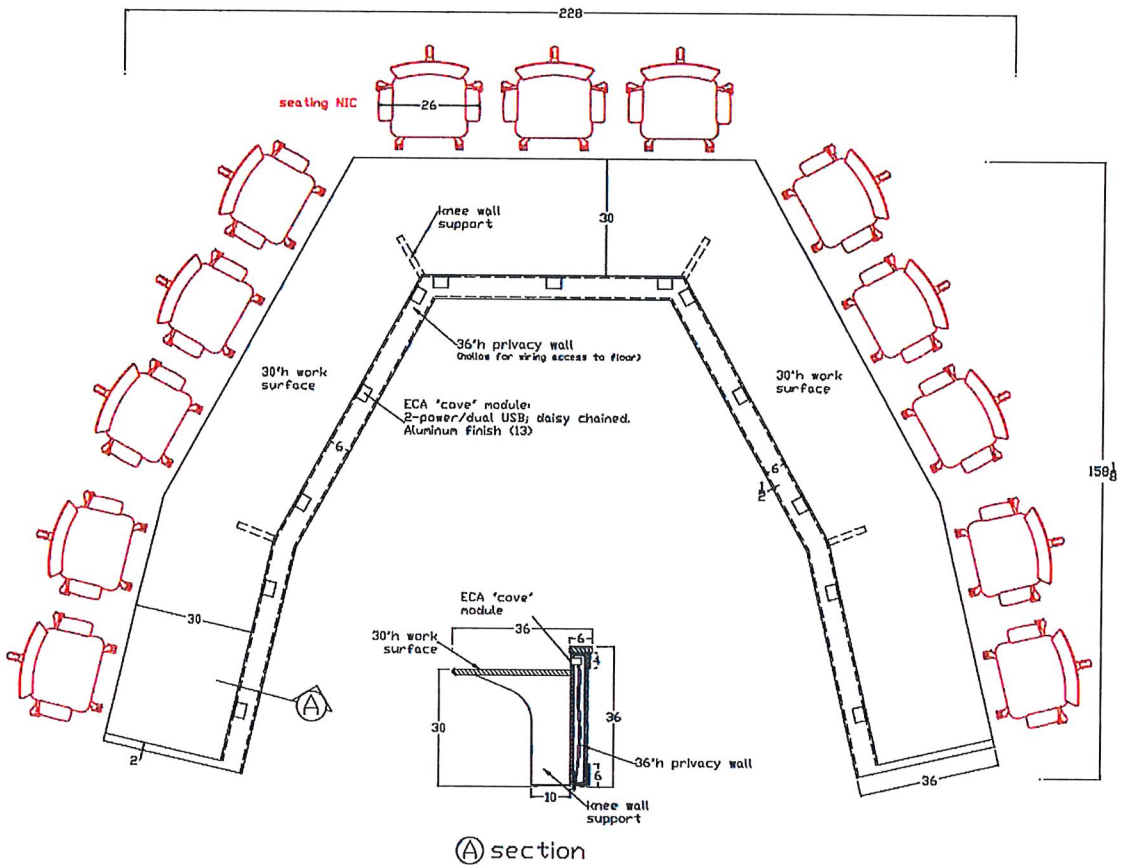 228
seating NIC
26
knee wall
support
30
36"h privacy wall
(hollow for wiring access to floor)
30"h work
surface
30"h work
surface
ECA "cove" module:
2-power/dual USB; daisy chained.
Aluminum finish (13)
6
6
1/2
158 1/8
30
ECA "cove"
module
36
6
30"h work
surface
4
A
30
36
2
36"h privacy wall
6
10
knee wall
support
36
A section